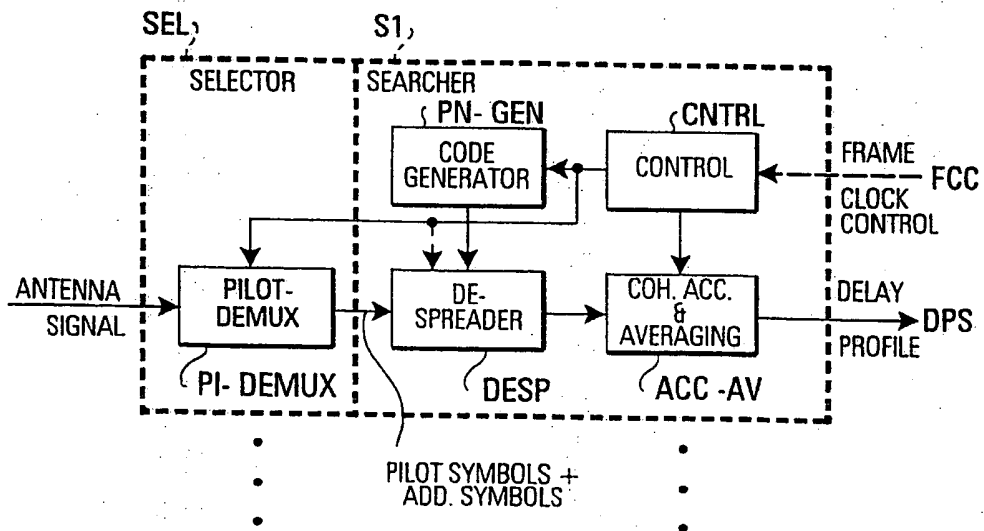 SEL
S1
SELECTOR
SEARCHER
PN- GEN
CNTRL
CODE
GENERATOR
CONTROL
FRAME
CLOCK
CONTROL
FCC
ANTENNA
SIGNAL
PILOT-
DEMUX
DE-
SPREADER
COH. ACC.
&
AVERAGING
DELAY
PROFILE
DPS
PI- DEMUX
DESP
ACC -AV
PILOT SYMBOLS +
ADD. SYMBOLS